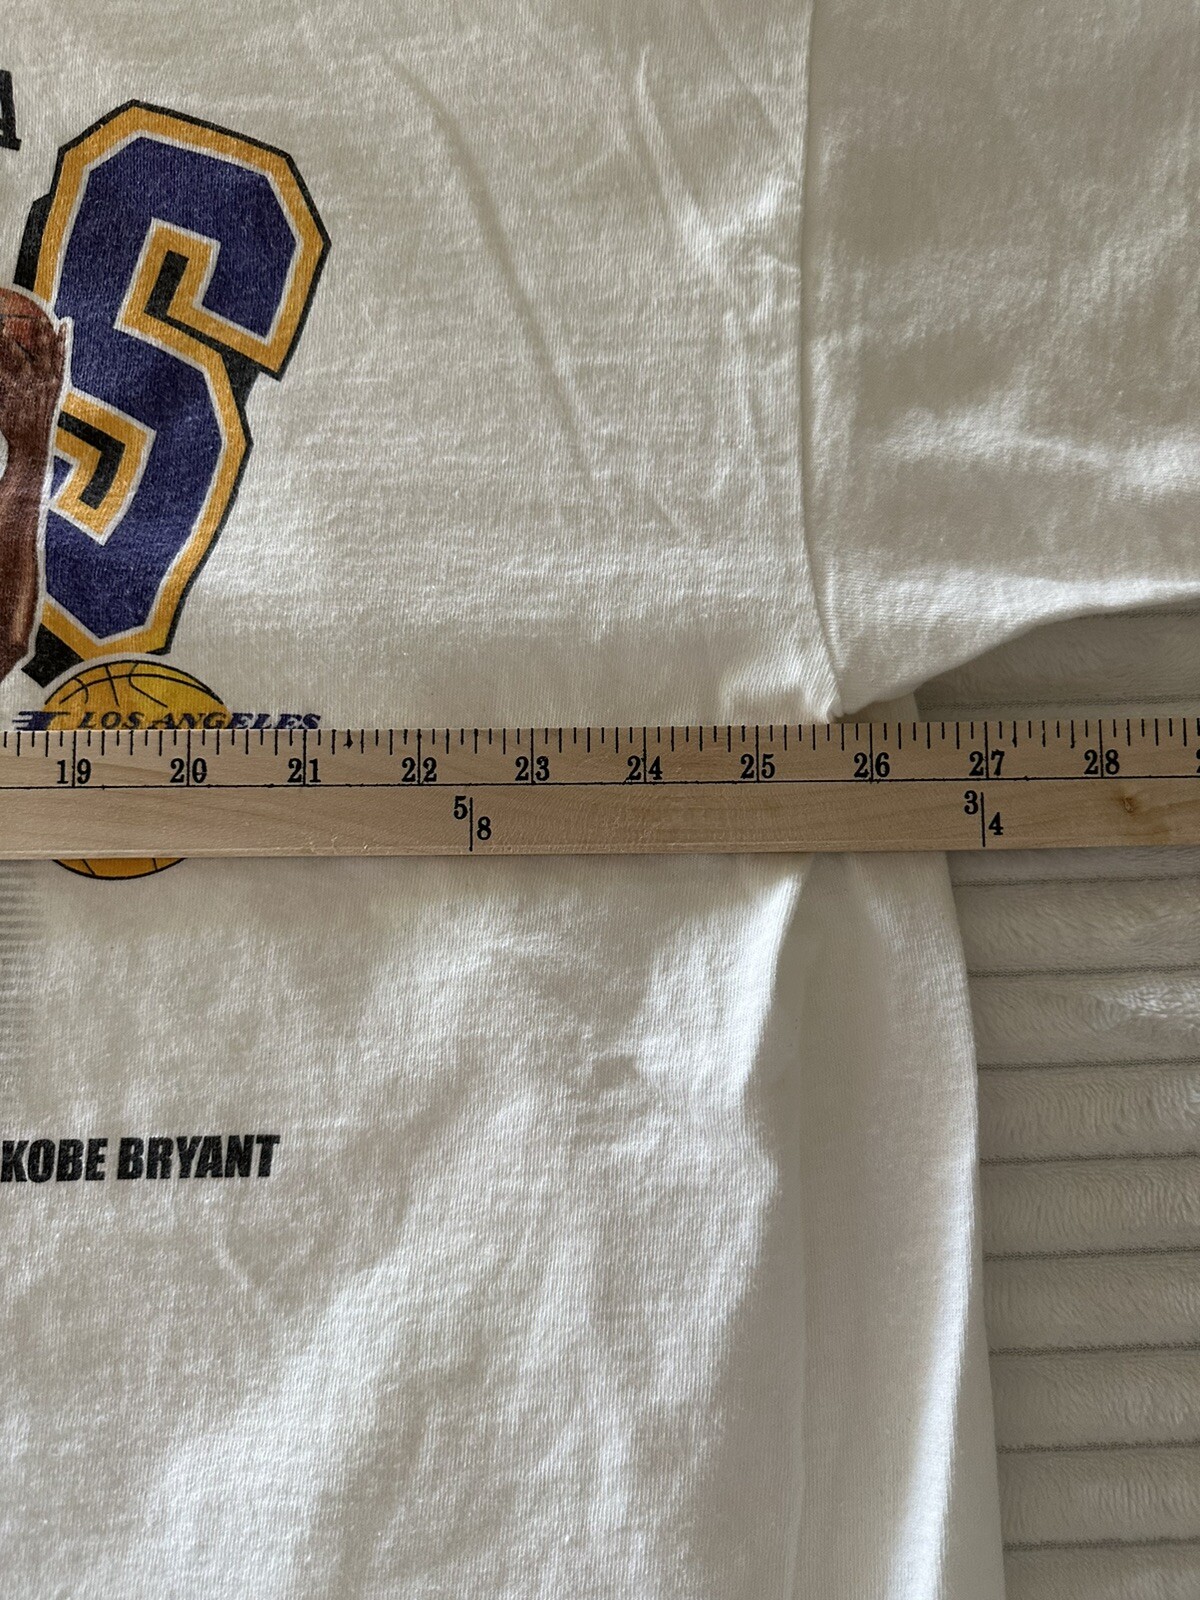 A
S
LOS ANGELES
19 20 21 22 23 24 25 26 27 28
5|8 3|4
KOBE BRYANT